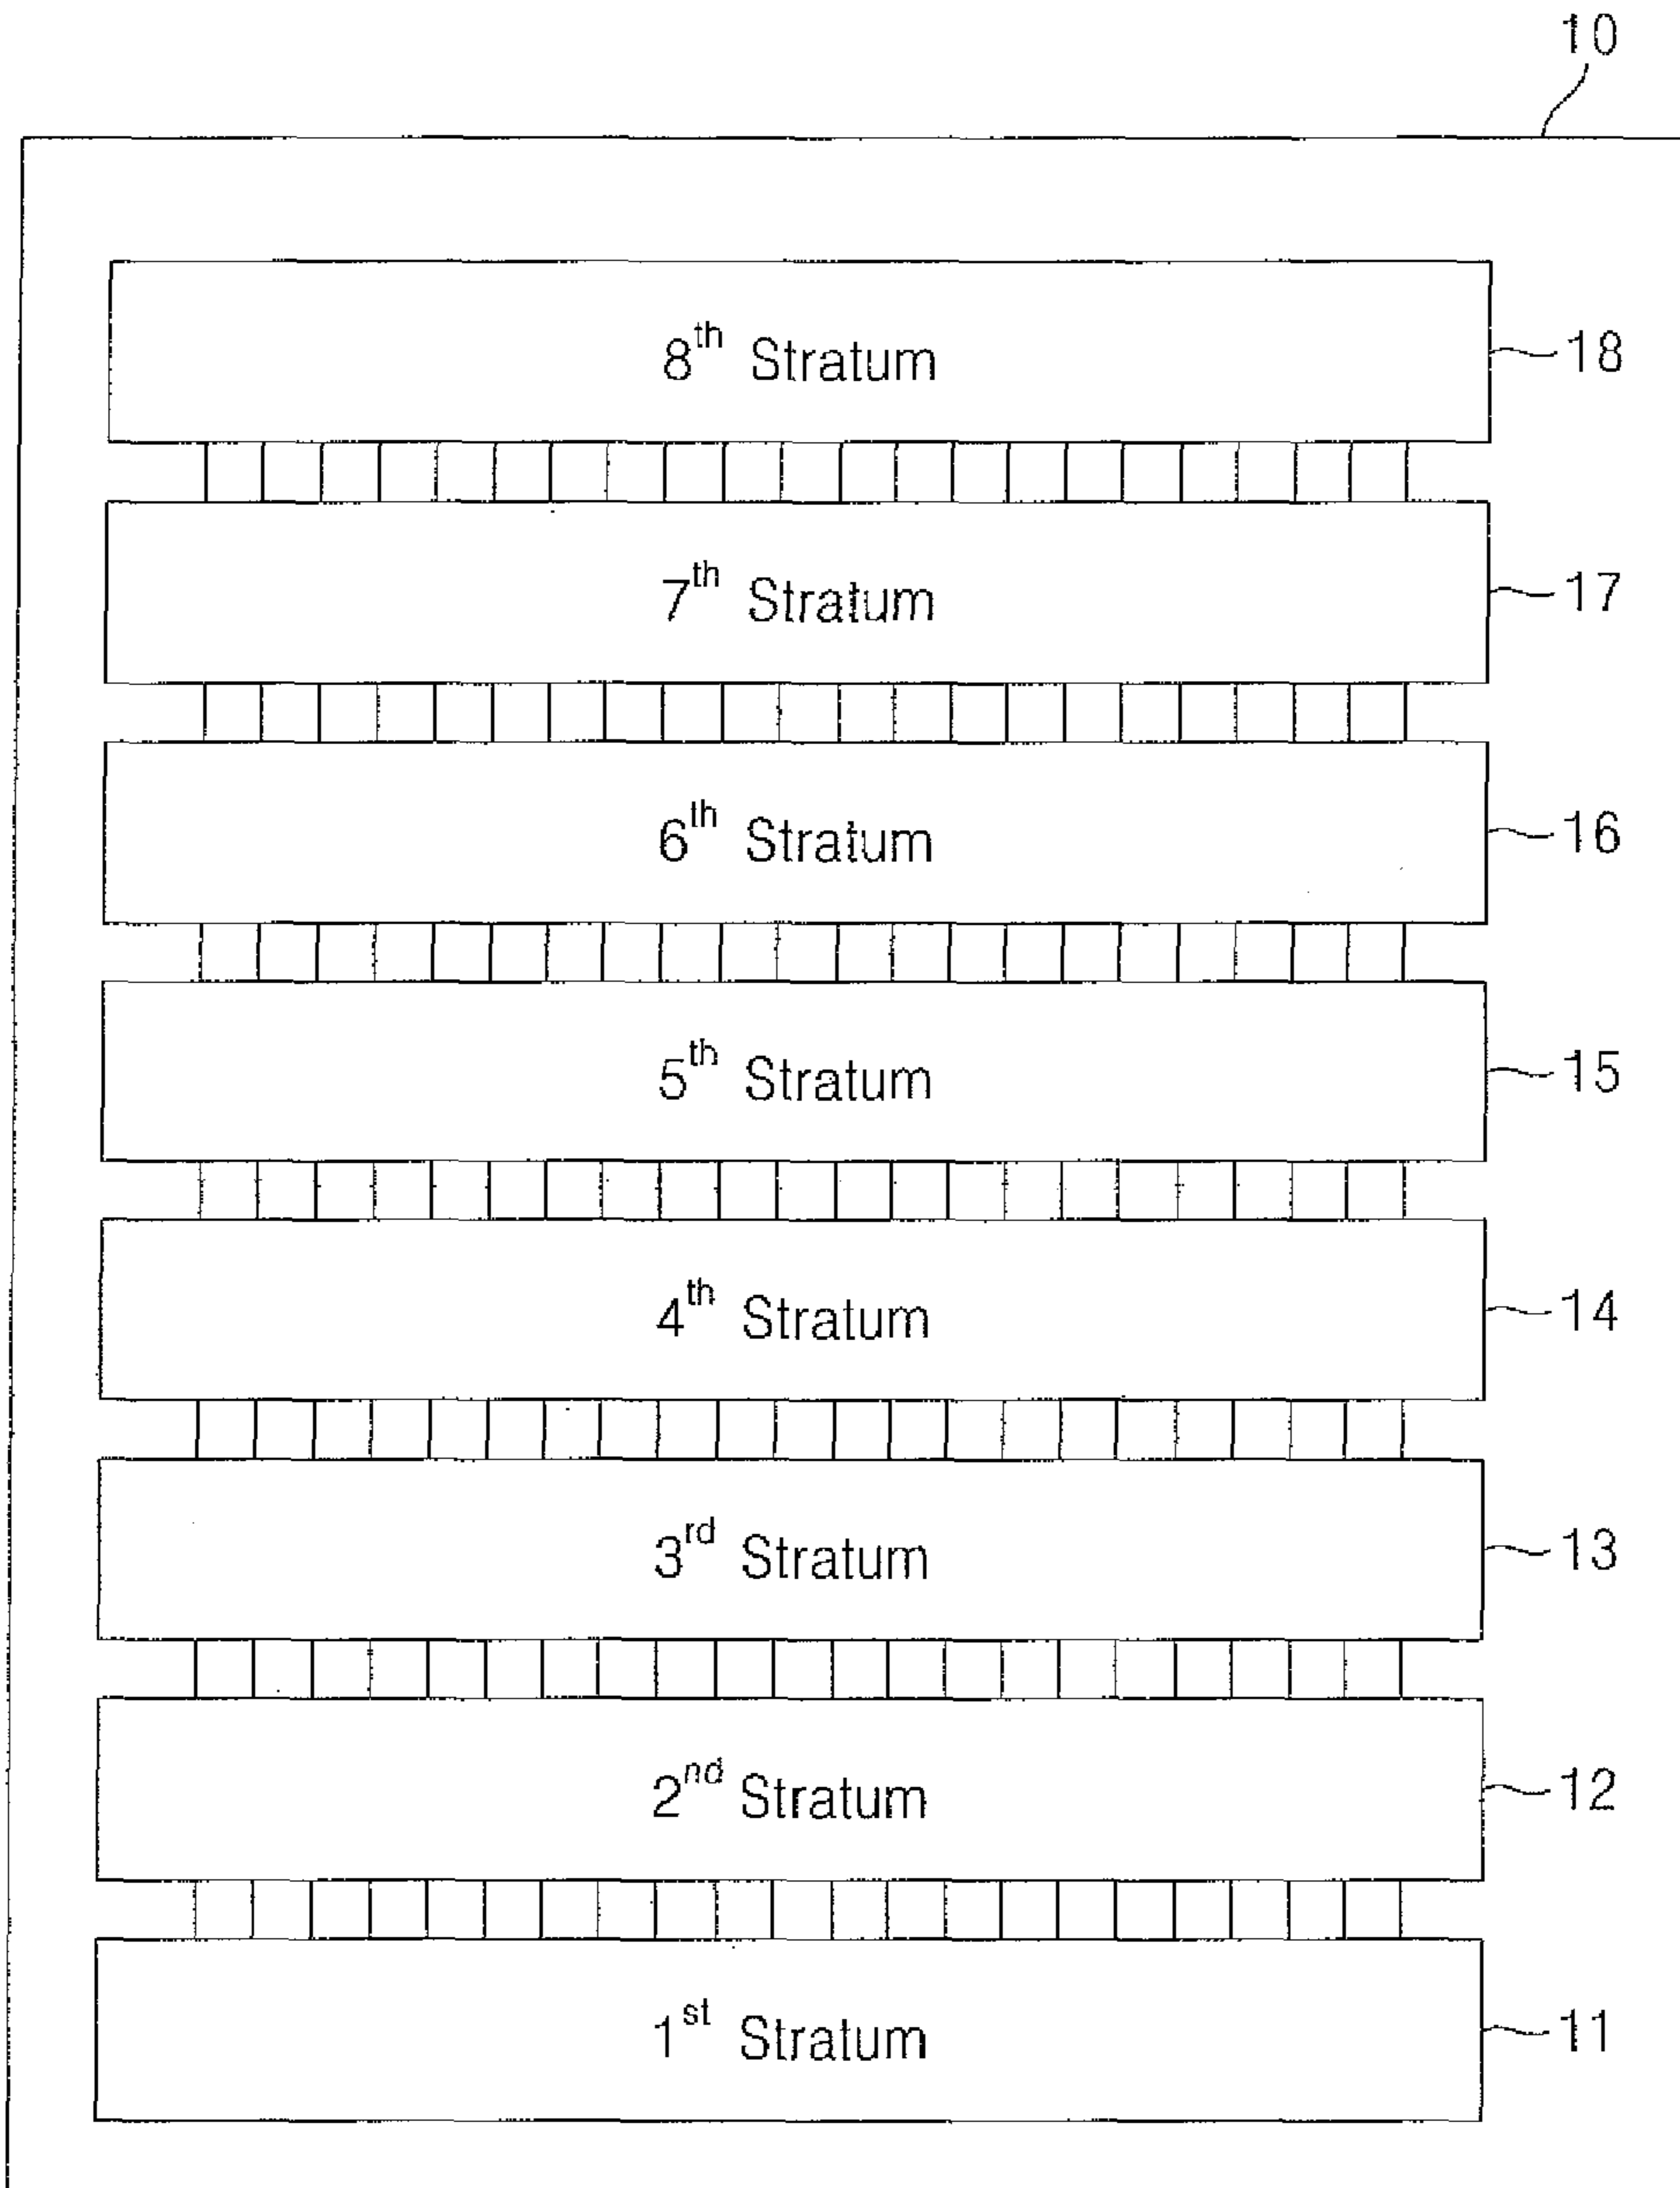 10
8th Stratum 18
7th Stratum 17
6th Stratum 16
5th Stratum 15
4th Stratum 14
3rd Stratum 13
2nd Stratum 12
1st Stratum 11